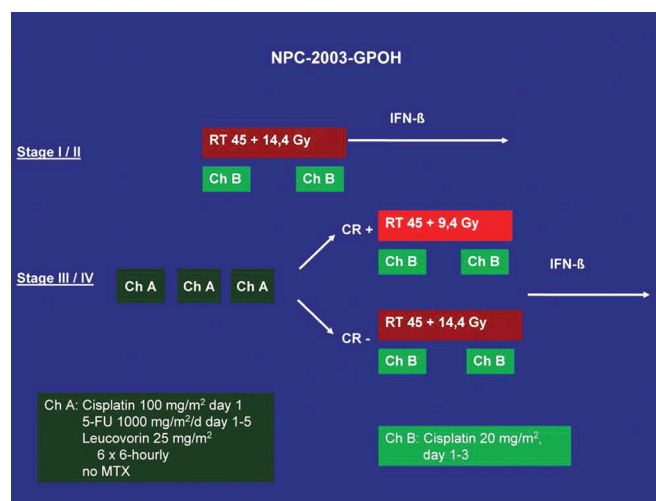 NPC-2003-GPOH
IFN-ß
Stage I / II
RT 45 + 14,4 Gy
Ch B Ch B
CR + RT 45 + 9,4 Gy
Ch B Ch B
IFN-ß
Stage III / IV
Ch A Ch A Ch A
CR - RT 45 + 14,4 Gy
Ch B Ch B
Ch A: Cisplatin 100 mg/m² day 1
5-FU 1000 mg/m²/d day 1-5
Leucovorin 25 mg/m²
6 x 6-hourly
no MTX
Ch B: Cisplatin 20 mg/m²,
day 1-3